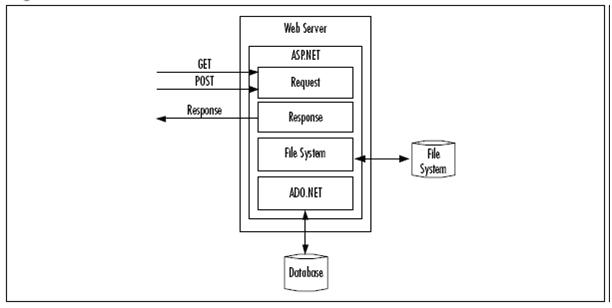 Web Server
ASP.NET
GET
POST
Request
Response
Response
File System
File
System
ADO.NET
Database